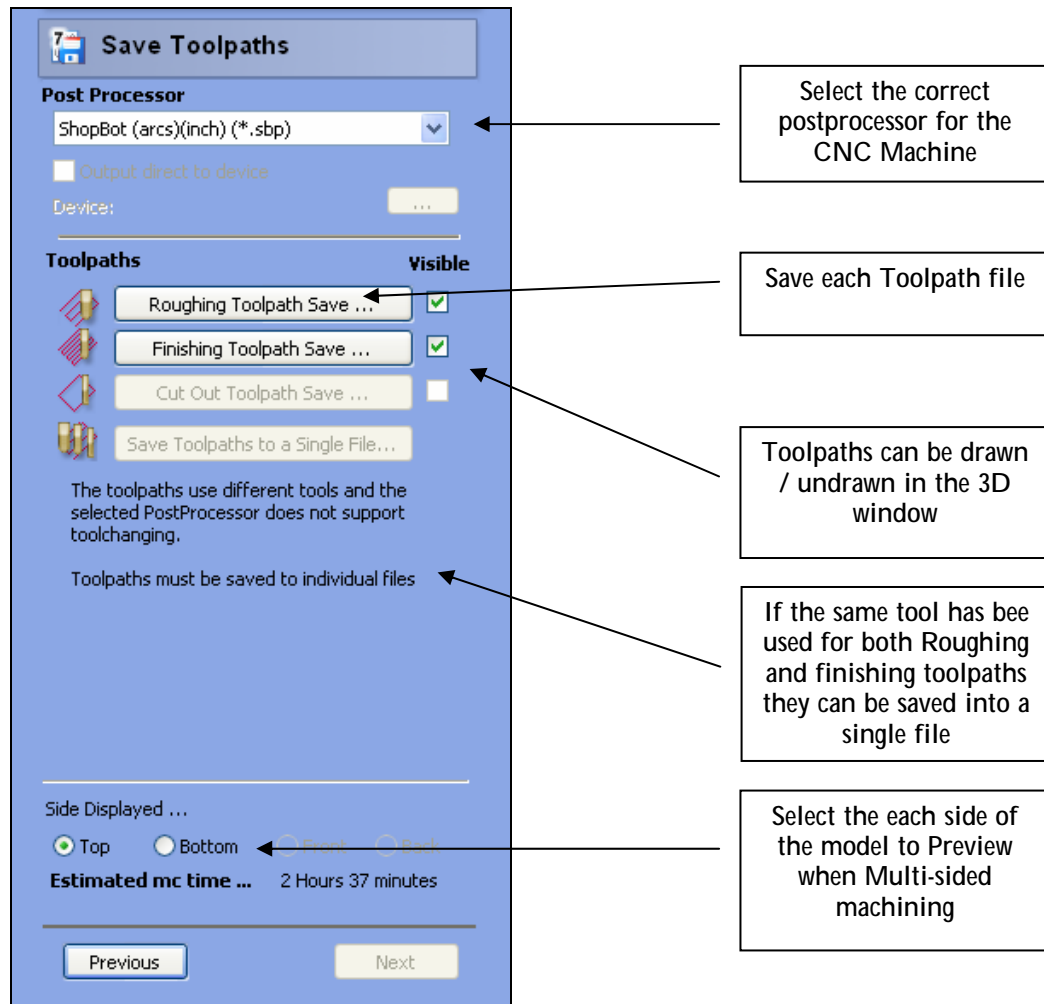 Save Toolpaths
Post Processor
ShopBot (arcs)(inch) (*.sbp)
Output direct to device
Device:
...
Toolpaths
Visible
Roughing Toolpath Save ...
Finishing Toolpath Save ...
Cut Out Toolpath Save ...
Save Toolpaths to a Single File...
The toolpaths use different tools and the
selected PostProcessor does not support
toolchanging.
Toolpaths must be saved to individual files
Side Displayed ...
Top
Bottom
Front
Back
Estimated mc time ...
2 Hours 37 minutes
Previous
Next
Select the correct
postprocessor for the
CNC Machine
Save each Toolpath file
Toolpaths can be drawn
/ undrawn in the 3D
window
If the same tool has bee
used for both Roughing
and finishing toolpaths
they can be saved into a
single file
Select the each side of
the model to Preview
when Multi-sided
machining